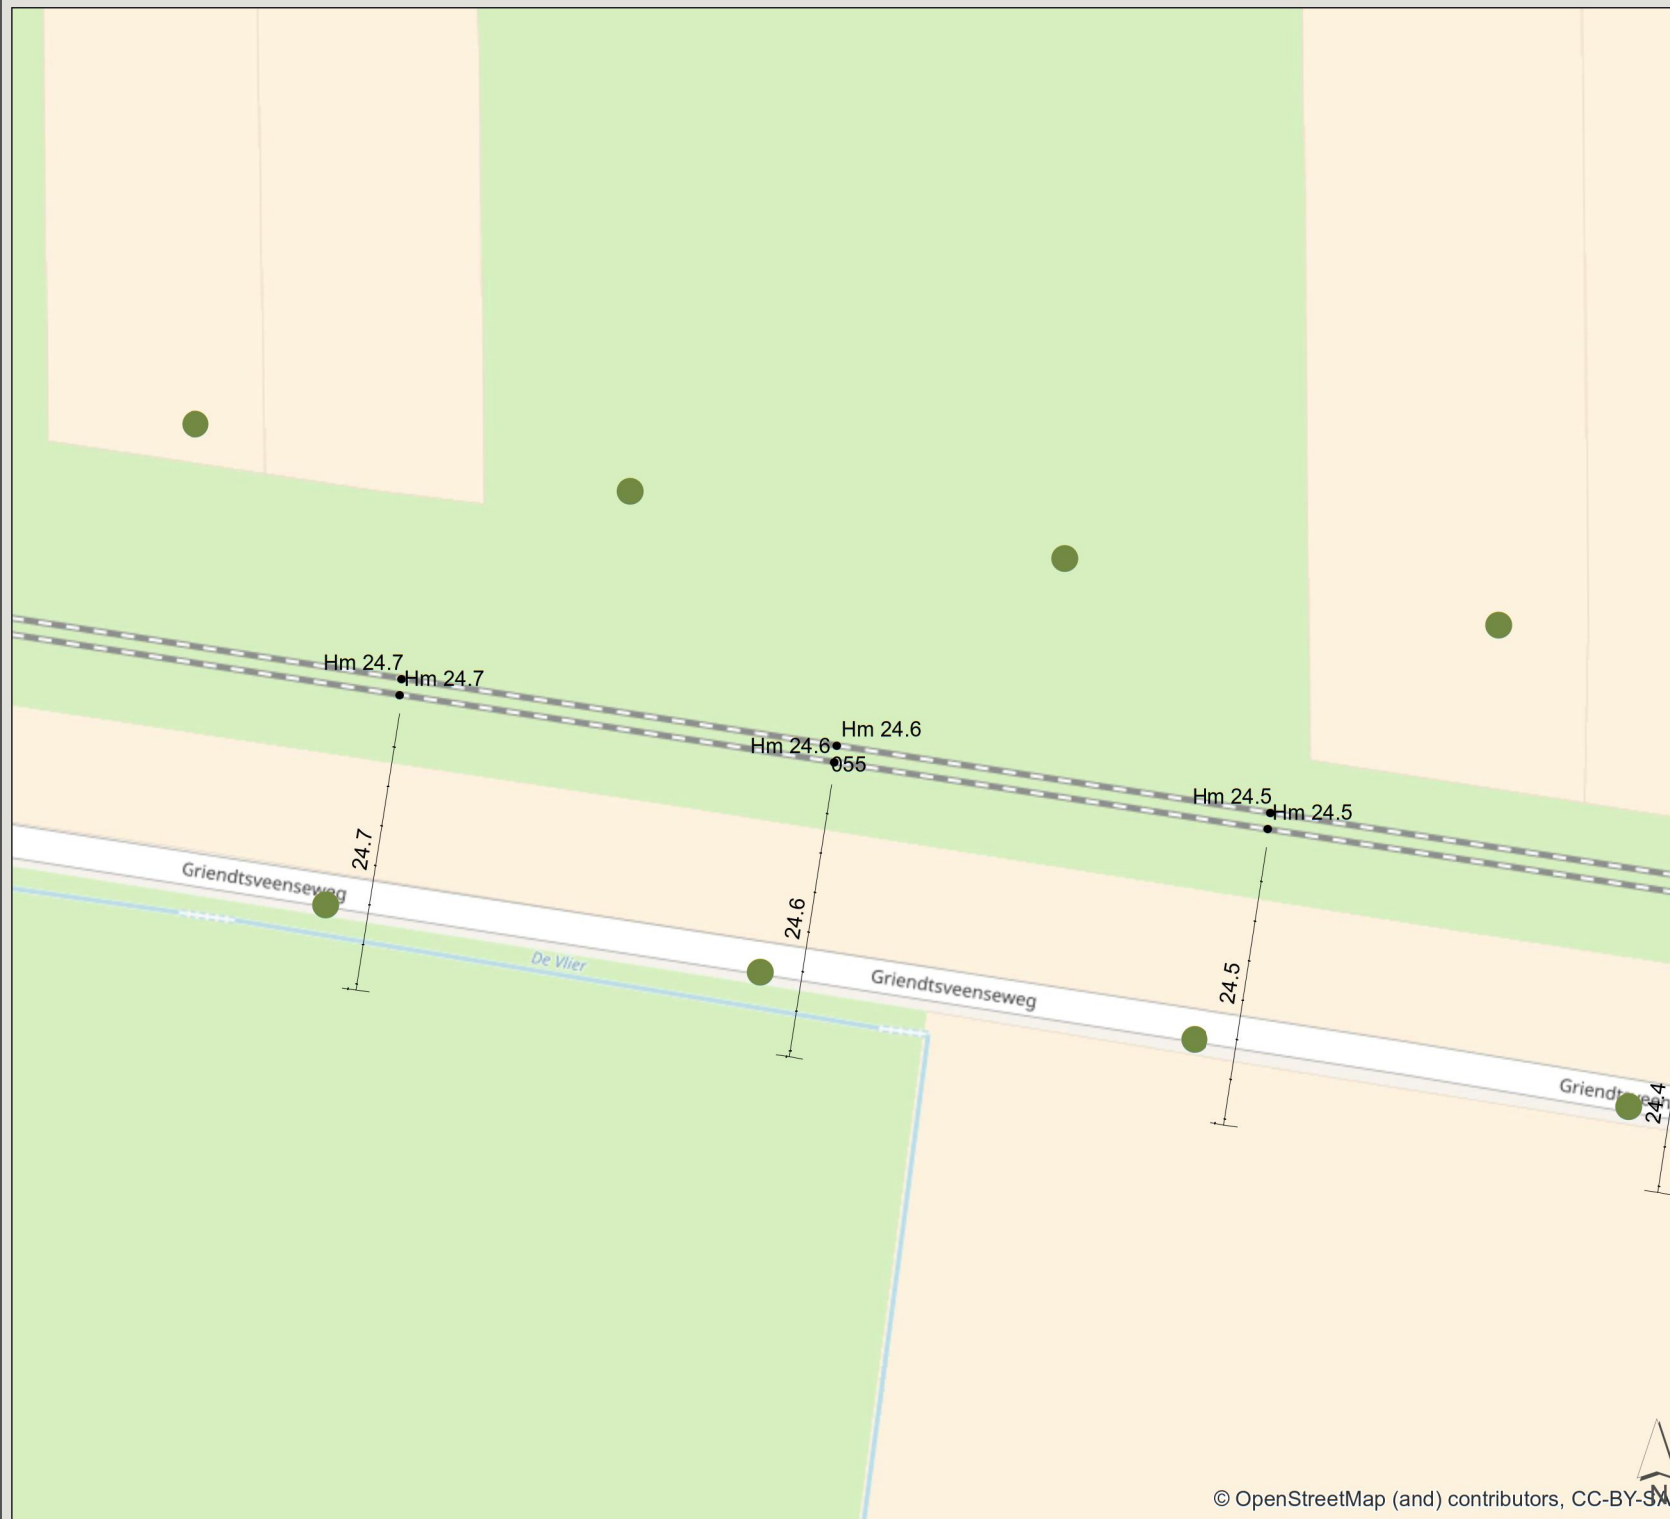 Hm 24.7
Hm 24.7
Hm 24.6
Hm 24.6
055
Hm 24.5
Hm 24.5
24.7
24.6
24.5
24.4
Griendtsveenseweg
De Vlier
Griendtsveenseweg
Griendtsveen
© OpenStreetMap (and) contributors, CC-BY-SA
N